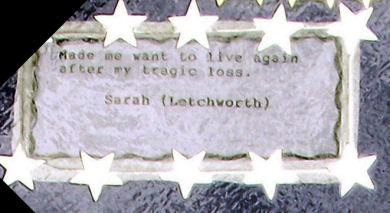 Made me want to live again
after my tragic loss.
Sarah (Letchworth)